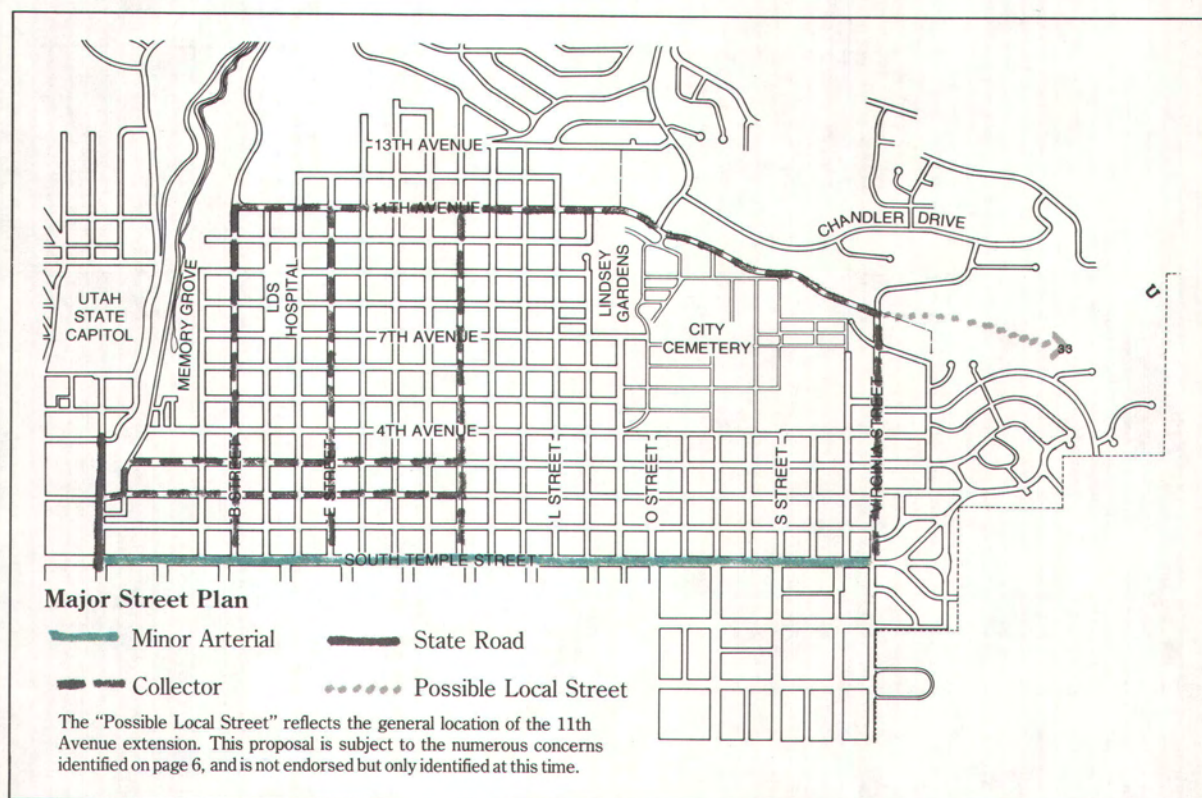 13TH AVENUE
11TH AVENUE
CHANDLER DRIVE
UTAH
STATE
CAPITOL
MEMORY GROVE
LDS
HOSPITAL
LINDSEY
GARDENS
U
7TH AVENUE
CITY
CEMETERY
33
4TH AVENUE
B STREET
E STREET
L STREET
O STREET
S STREET
VIRGINIA STREET
SOUTH TEMPLE STREET
Major Street Plan
Minor Arterial
State Road
Collector
Possible Local Street
The “Possible Local Street” reflects the general location of the 11th
Avenue extension. This proposal is subject to the numerous concerns
identified on page 6, and is not endorsed but only identified at this time.